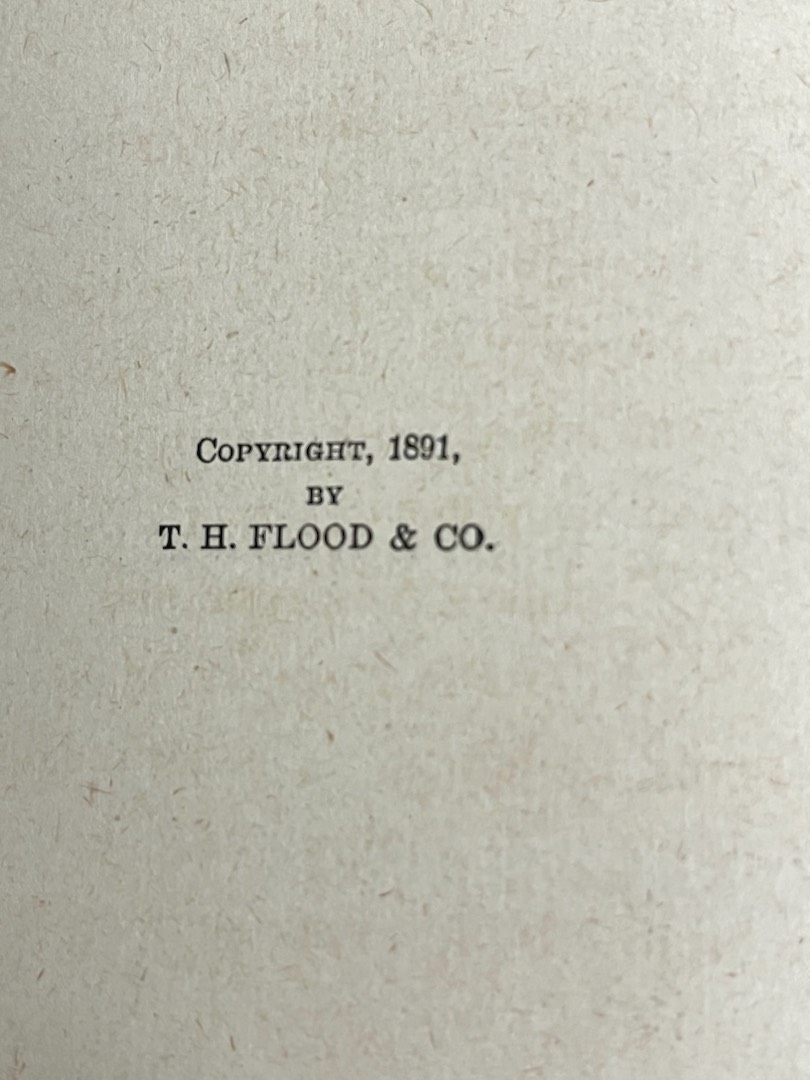 COPYRIGHT, 1891,
BY
T. H. FLOOD & CO.